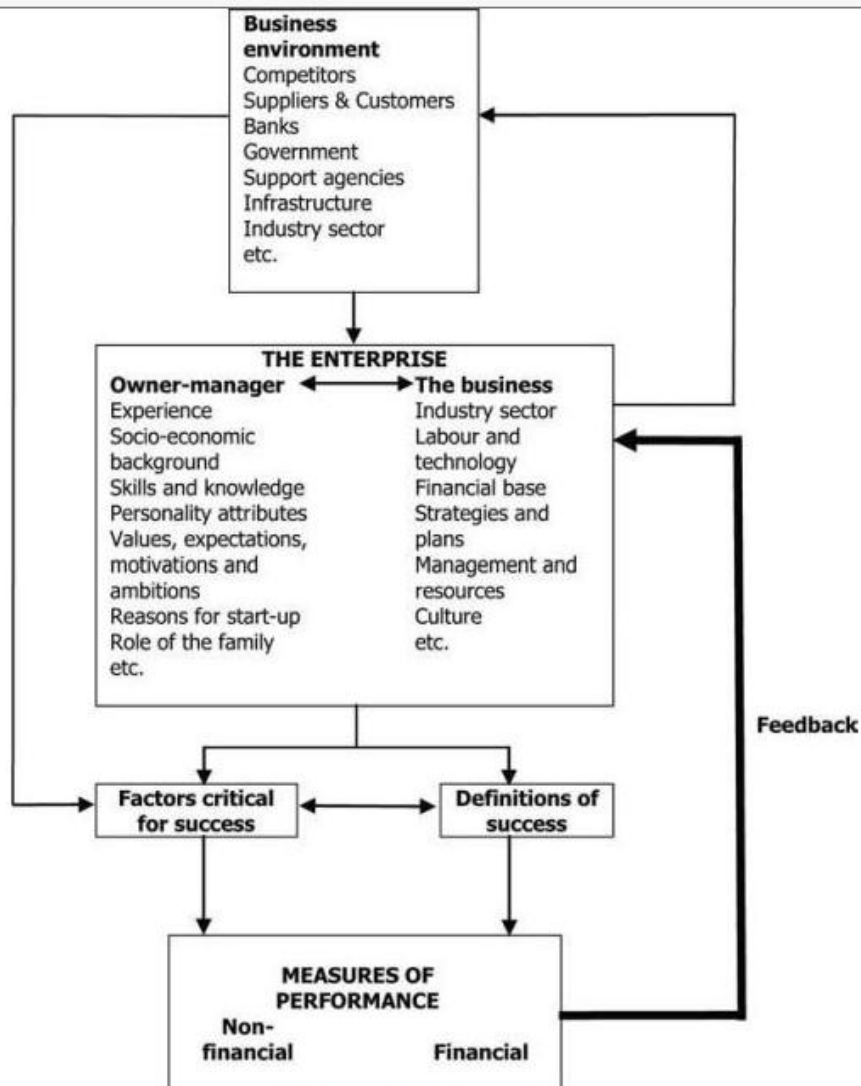 Business
environment
Competitors
Suppliers & Customers
Banks
Government
Support agencies
Infrastructure
Industry sector
etc.
THE ENTERPRISE
Owner-manager
Experience
Socio-economic
background
Skills and knowledge
Personality attributes
Values, expectations,
motivations and
ambitions
Reasons for start-up
Role of the family
etc.
The business
Industry sector
Labour and
technology
Financial base
Strategies and
plans
Management and
resources
Culture
etc.
Feedback
Factors critical
for success
Definitions of
success
MEASURES OF
PERFORMANCE
Non-
financial
Financial